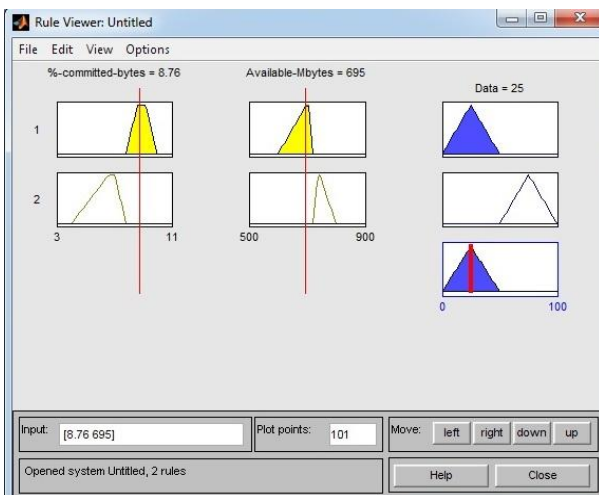 Rule Viewer: Untitled
File Edit View Options
%-committed-bytes = 8.76 Available-Mbytes = 695
Data = 25
1
2
3 11 500 900
0 100
Input: [8.76 695] Plot points: 101 Move: left right down up
Opened system Untitled, 2 rules Help Close